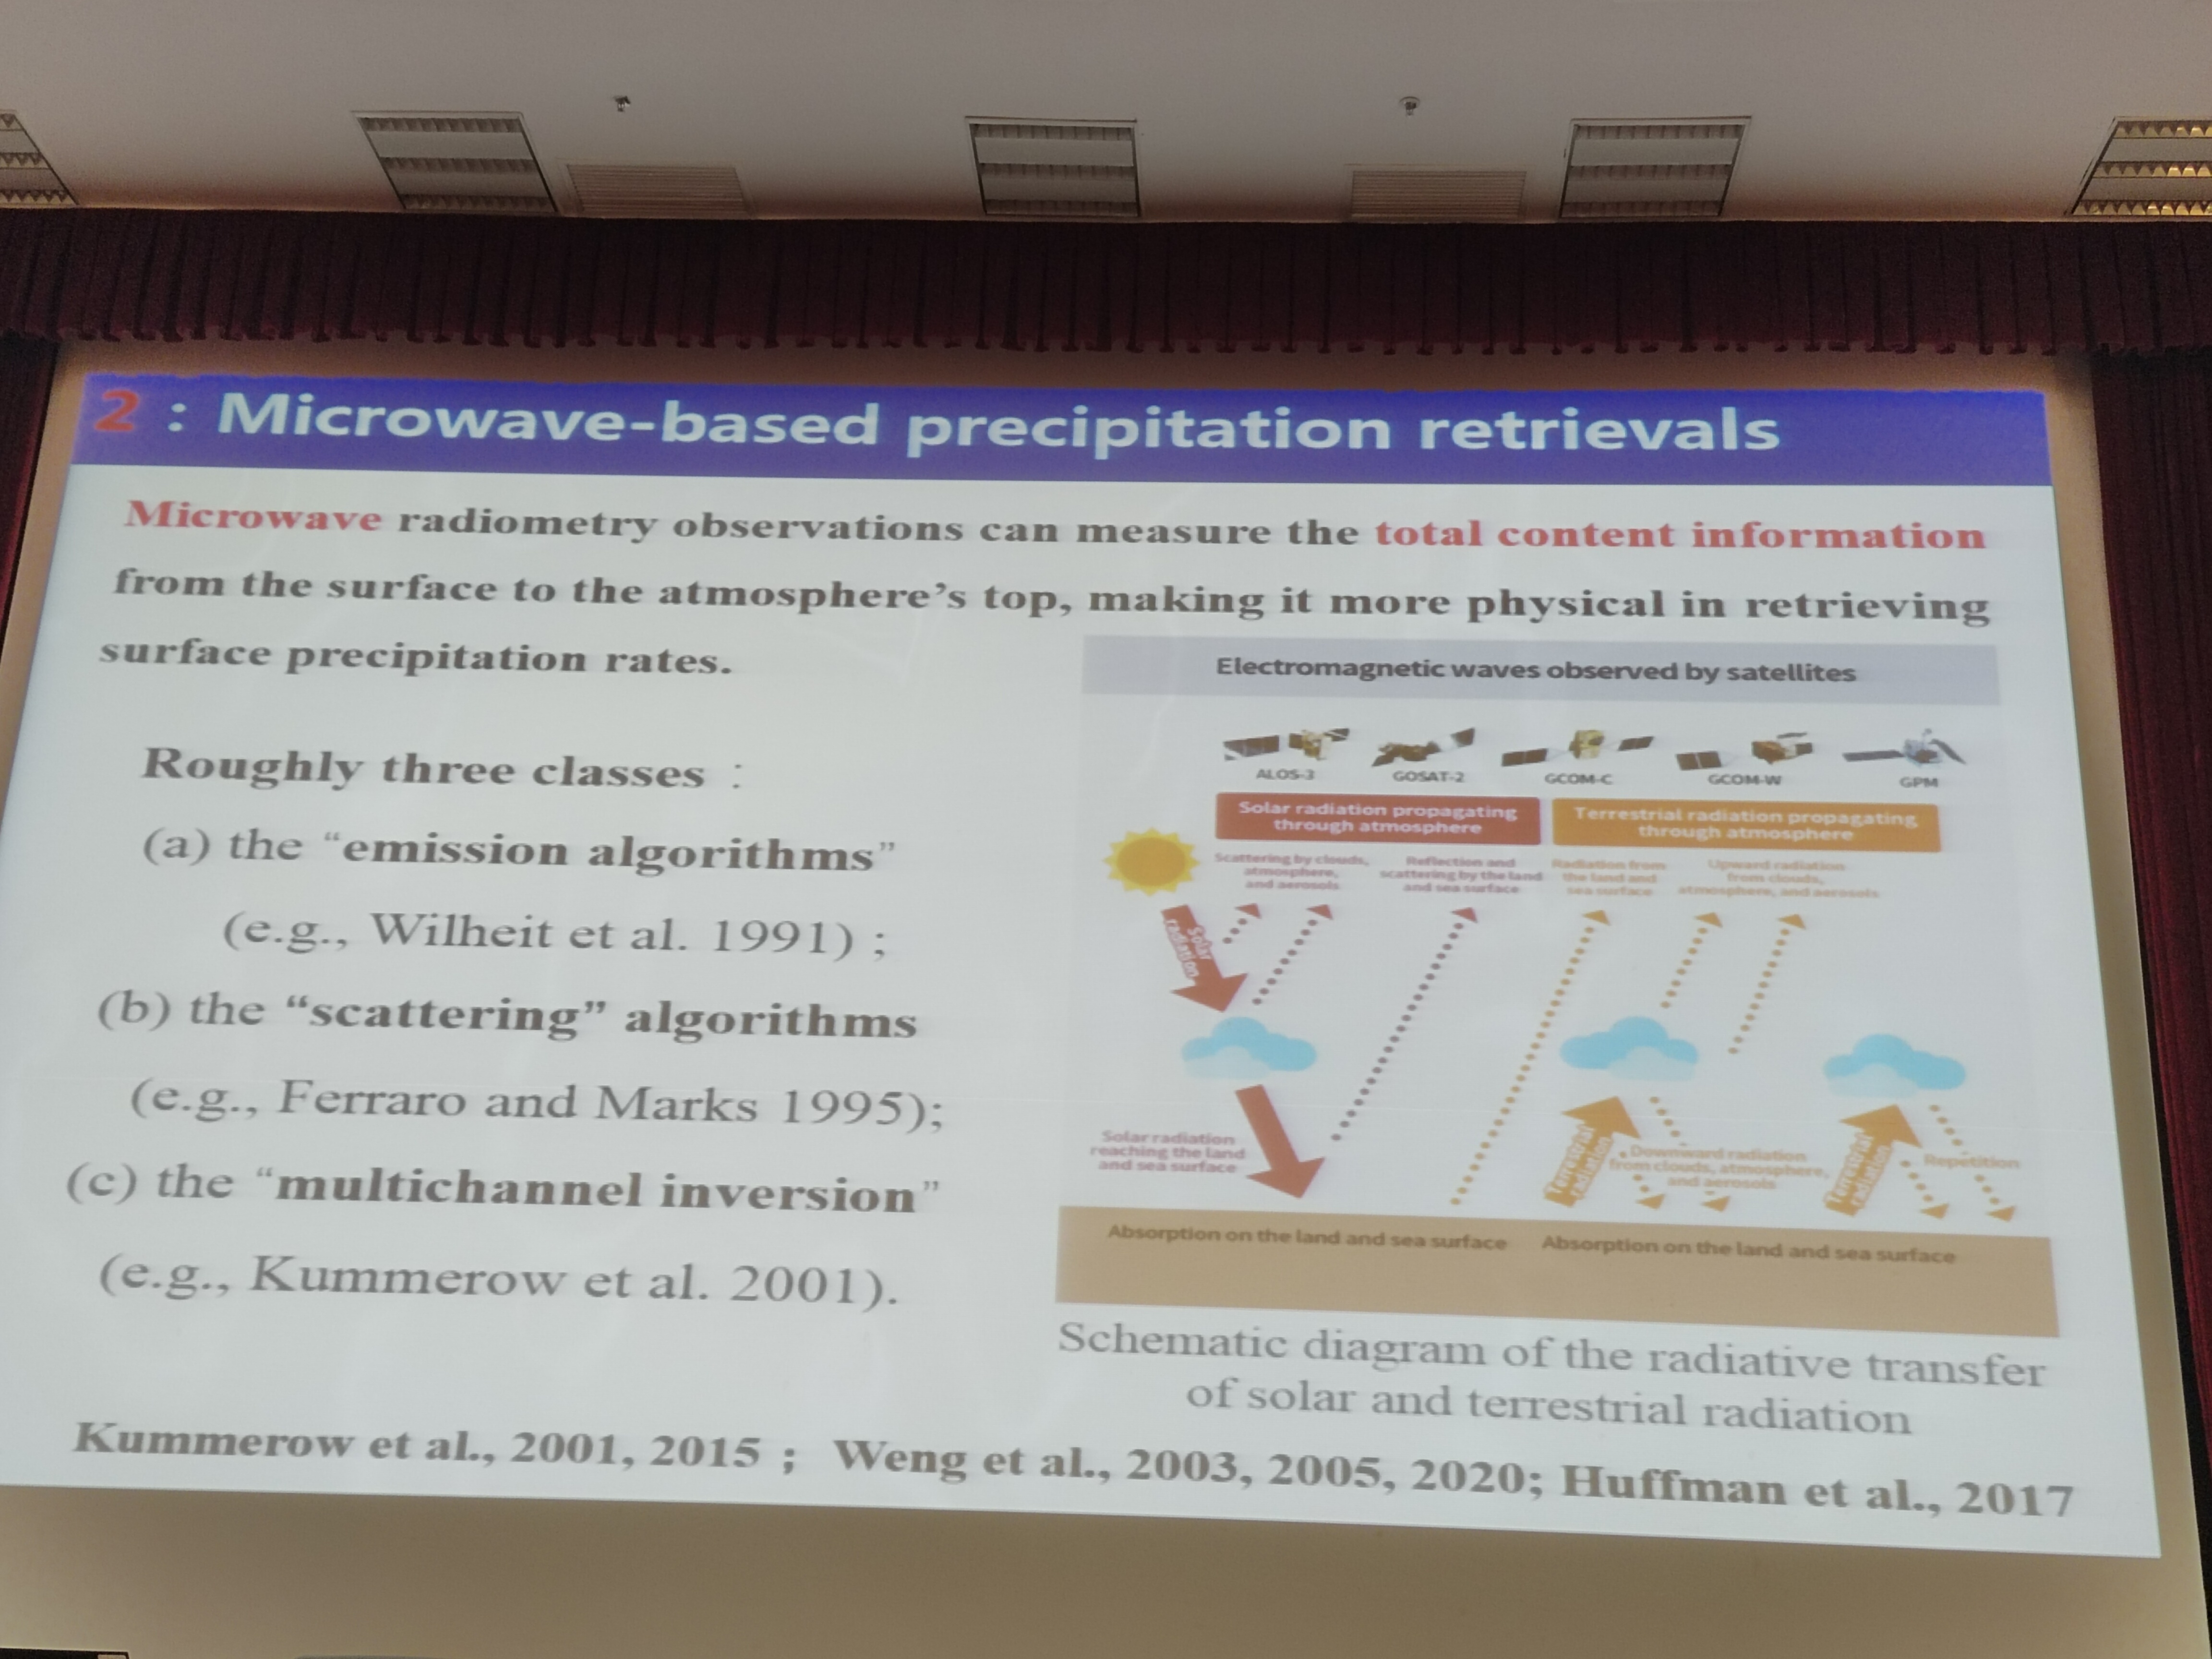 2 : Microwave-based precipitation retrievals
Microwave radiometry observations can measure the total content information
from the surface to the atmosphere's top, making it more physical in retrieving
surface precipitation rates.
Roughly three classes :
(a) the “emission algorithms”
(e.g., Wilheit et al. 1991) ;
(b) the “scattering” algorithms
(e.g., Ferraro and Marks 1995);
(c) the “multichannel inversion”
(e.g., Kummerow et al. 2001).
Electromagnetic waves observed by satellites
ALOS-3
GOSAT-2
GCOM-C
GCOM-W
GPM
Solar radiation propagating
through atmosphere
Terrestrial radiation propagating
through atmosphere
Scattering by clouds,
atmosphere,
and aerosols
Reflection and
scattering by the land
and sea surface
Radiation from
the land and
sea surface
Upward radiation
from clouds,
atmosphere, and aerosols
Solar
radiation
Solar radiation
reaching the land
and sea surface
Terrestrial
radiation
Downward radiation
from clouds, atmosphere,
and aerosols
Terrestrial
radiation
Repetition
Absorption on the land and sea surface
Absorption on the land and sea surface
Schematic diagram of the radiative transfer
of solar and terrestrial radiation
Kummerow et al., 2001, 2015 ; Weng et al., 2003, 2005, 2020; Huffman et al., 2017